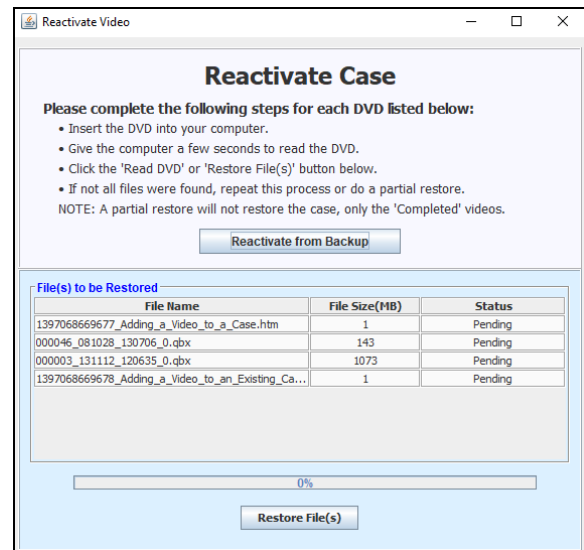 Reactivate Video
Reactivate Case
Please complete the following steps for each DVD listed below:
• Insert the DVD into your computer.
• Give the computer a few seconds to read the DVD.
• Click the 'Read DVD' or 'Restore File(s)' button below.
• If not all files were found, repeat this process or do a partial restore.
NOTE: A partial restore will not restore the case, only the 'Completed' videos.
Reactivate from Backup
File(s) to be Restored
File Name File Size(MB) Status
1397068669677_Adding_a_Video_to_a_Case.htm 1 Pending
000046_081028_130706_0.qbx 143 Pending
000003_131112_120635_0.qbx 1073 Pending
1397068669678_Adding_a_Video_to_an_Existing_Ca... 1 Pending
0%
Restore File(s)